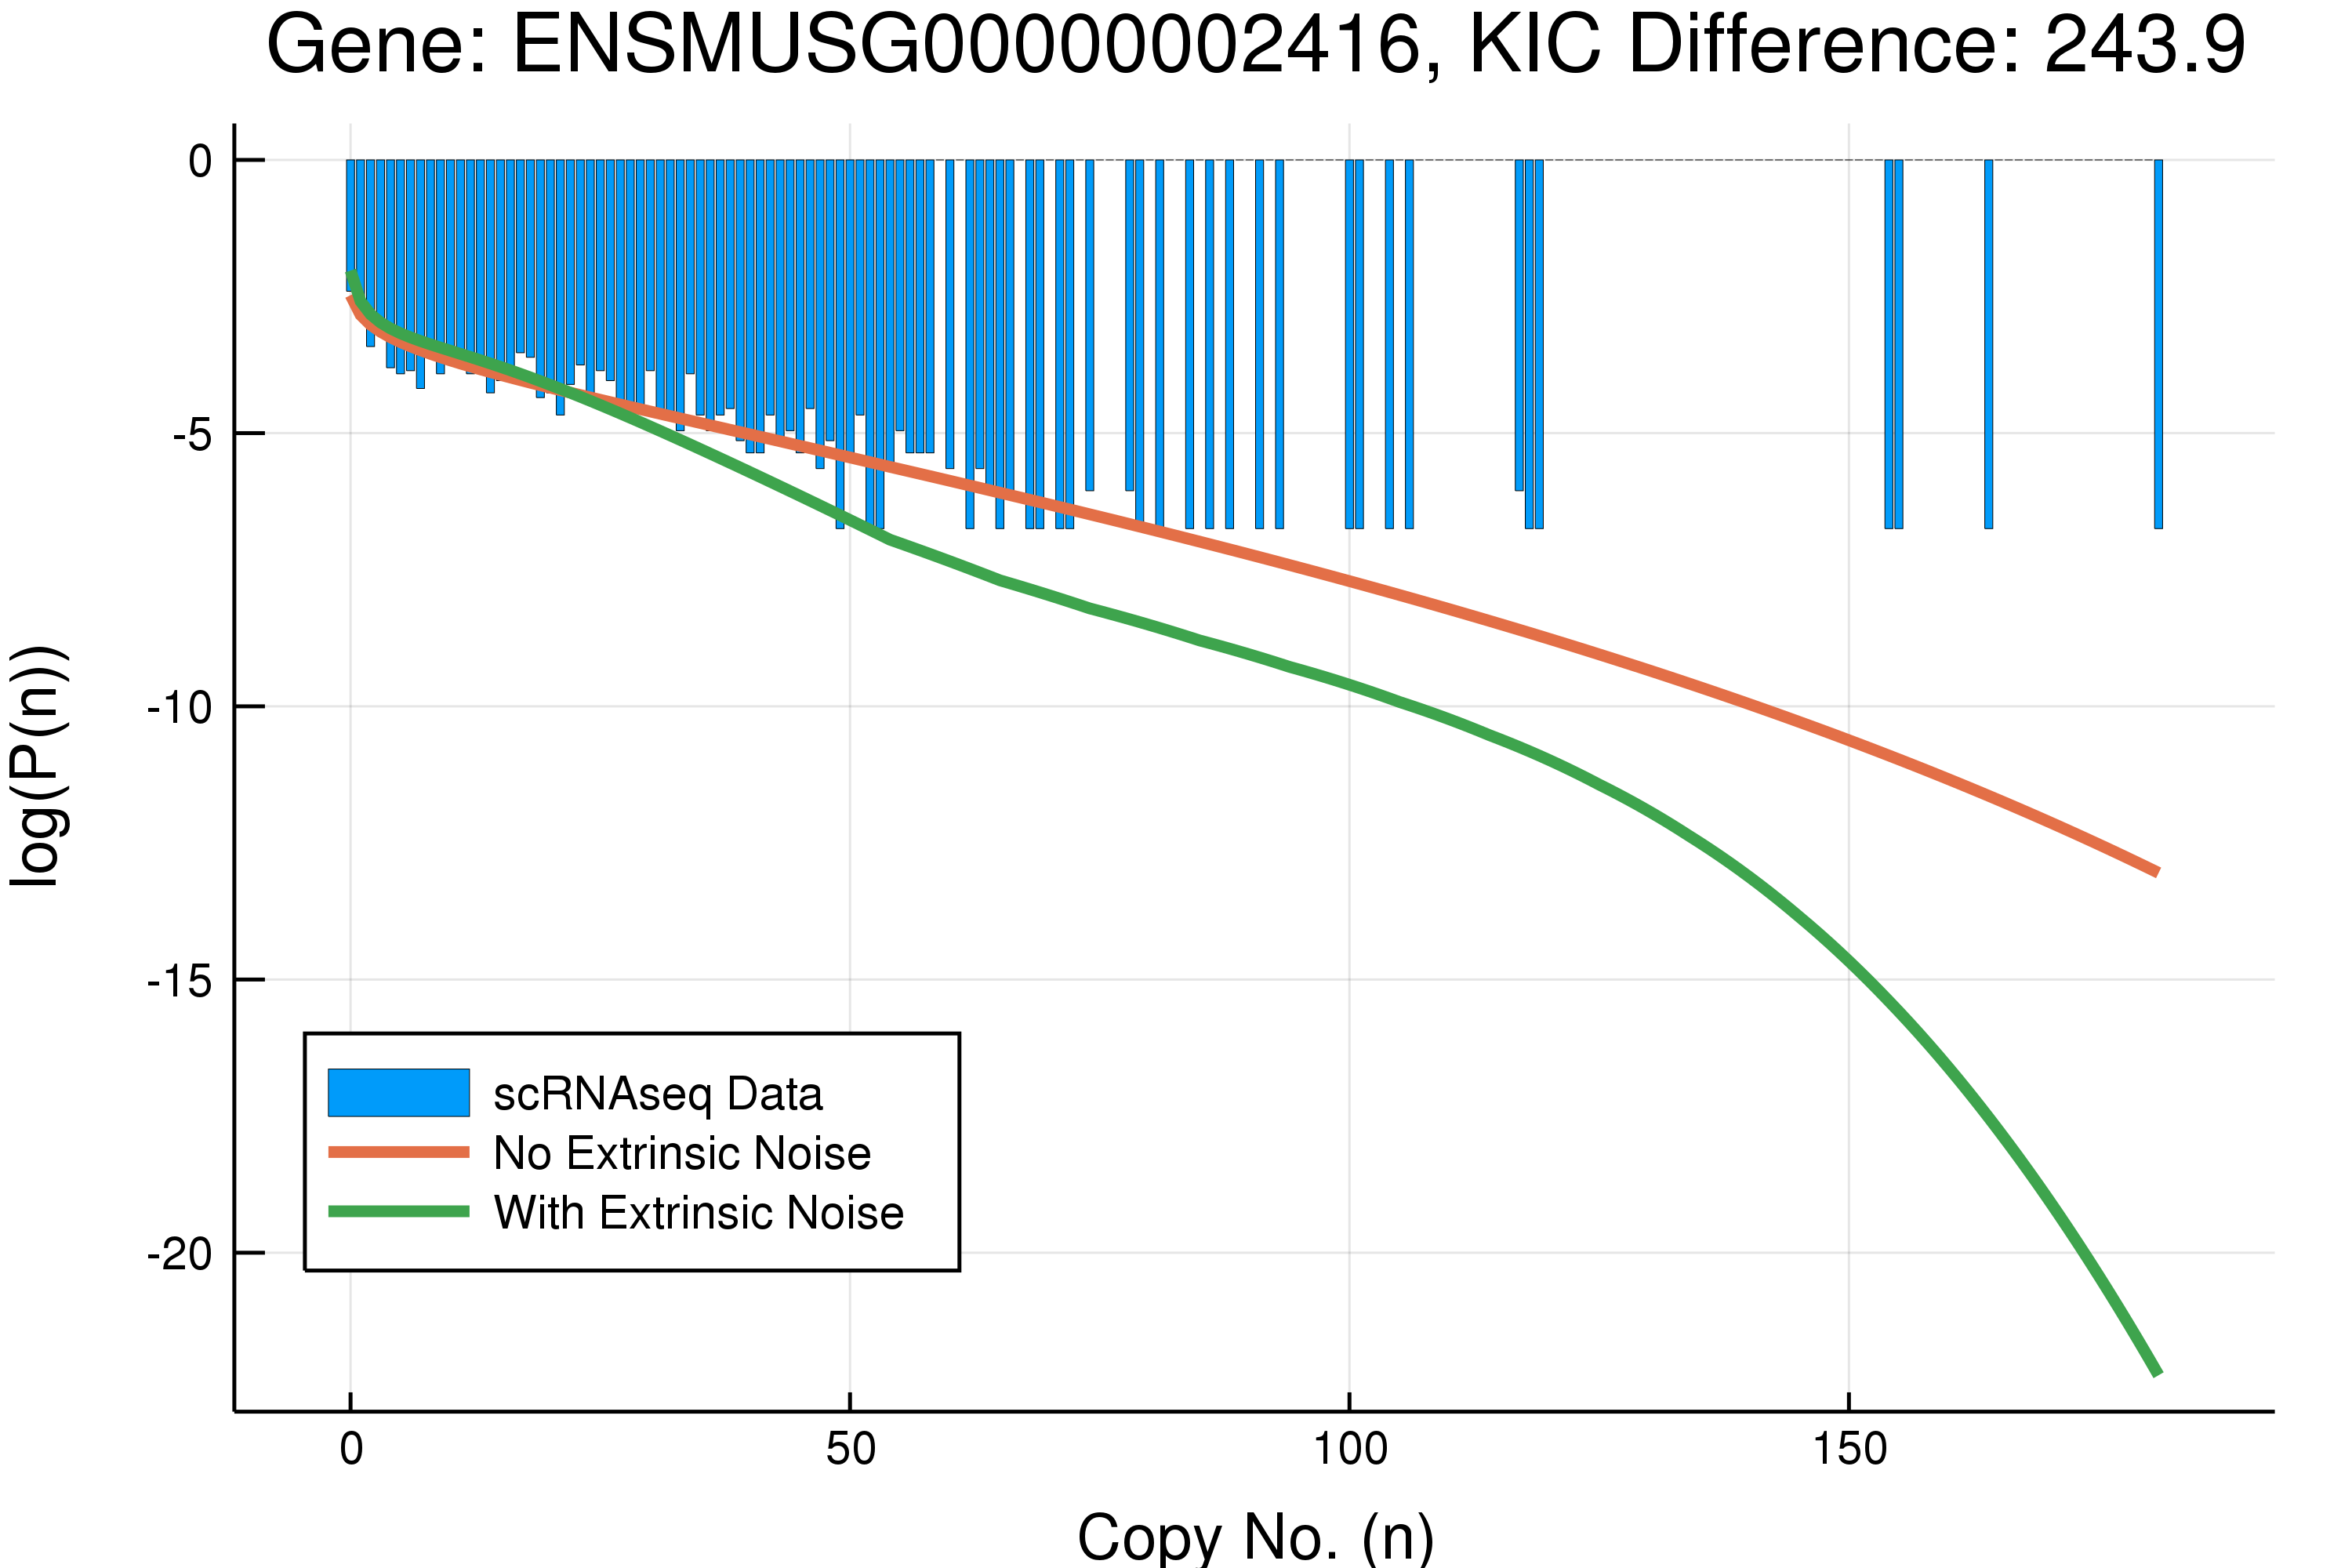 Gene: ENSMUSG00000002416, KIC Difference: 243.9
0
-5
-10
-15
-20
log(P(n))
scRNAseq Data
No Extrinsic Noise
With Extrinsic Noise
0 50 100 150
Copy No. (n)